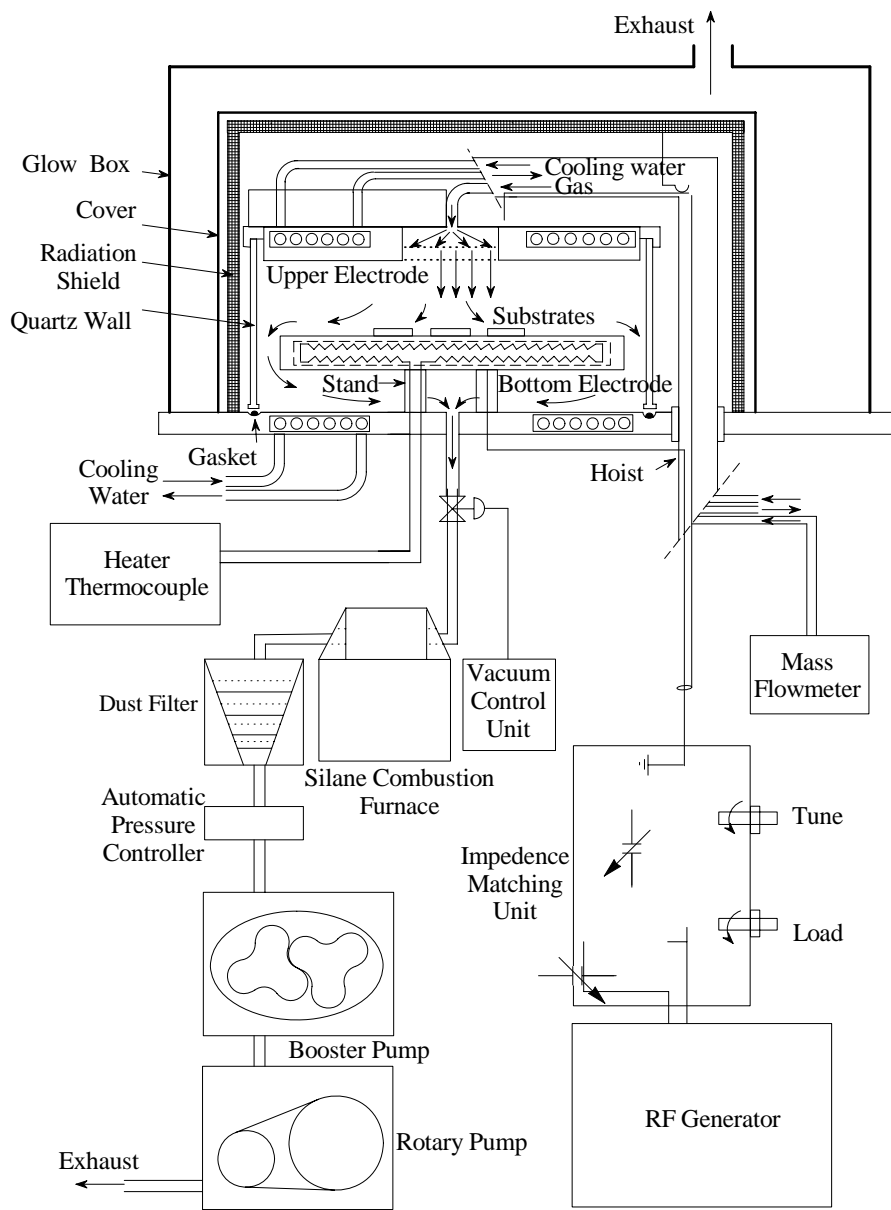 Exhaust
Glow Box
Cover
Radiation
Shield
Quartz Wall
Cooling water
Gas
Upper Electrode
Substrates
Stand
Bottom Electrode
Gasket
Hoist
Cooling
Water
Heater
Thermocouple
Dust Filter
Vacuum
Control
Unit
Mass
Flowmeter
Silane Combustion
Furnace
Automatic
Pressure
Controller
Tune
Impedence
Matching
Unit
Load
Booster Pump
Rotary Pump
RF Generator
Exhaust